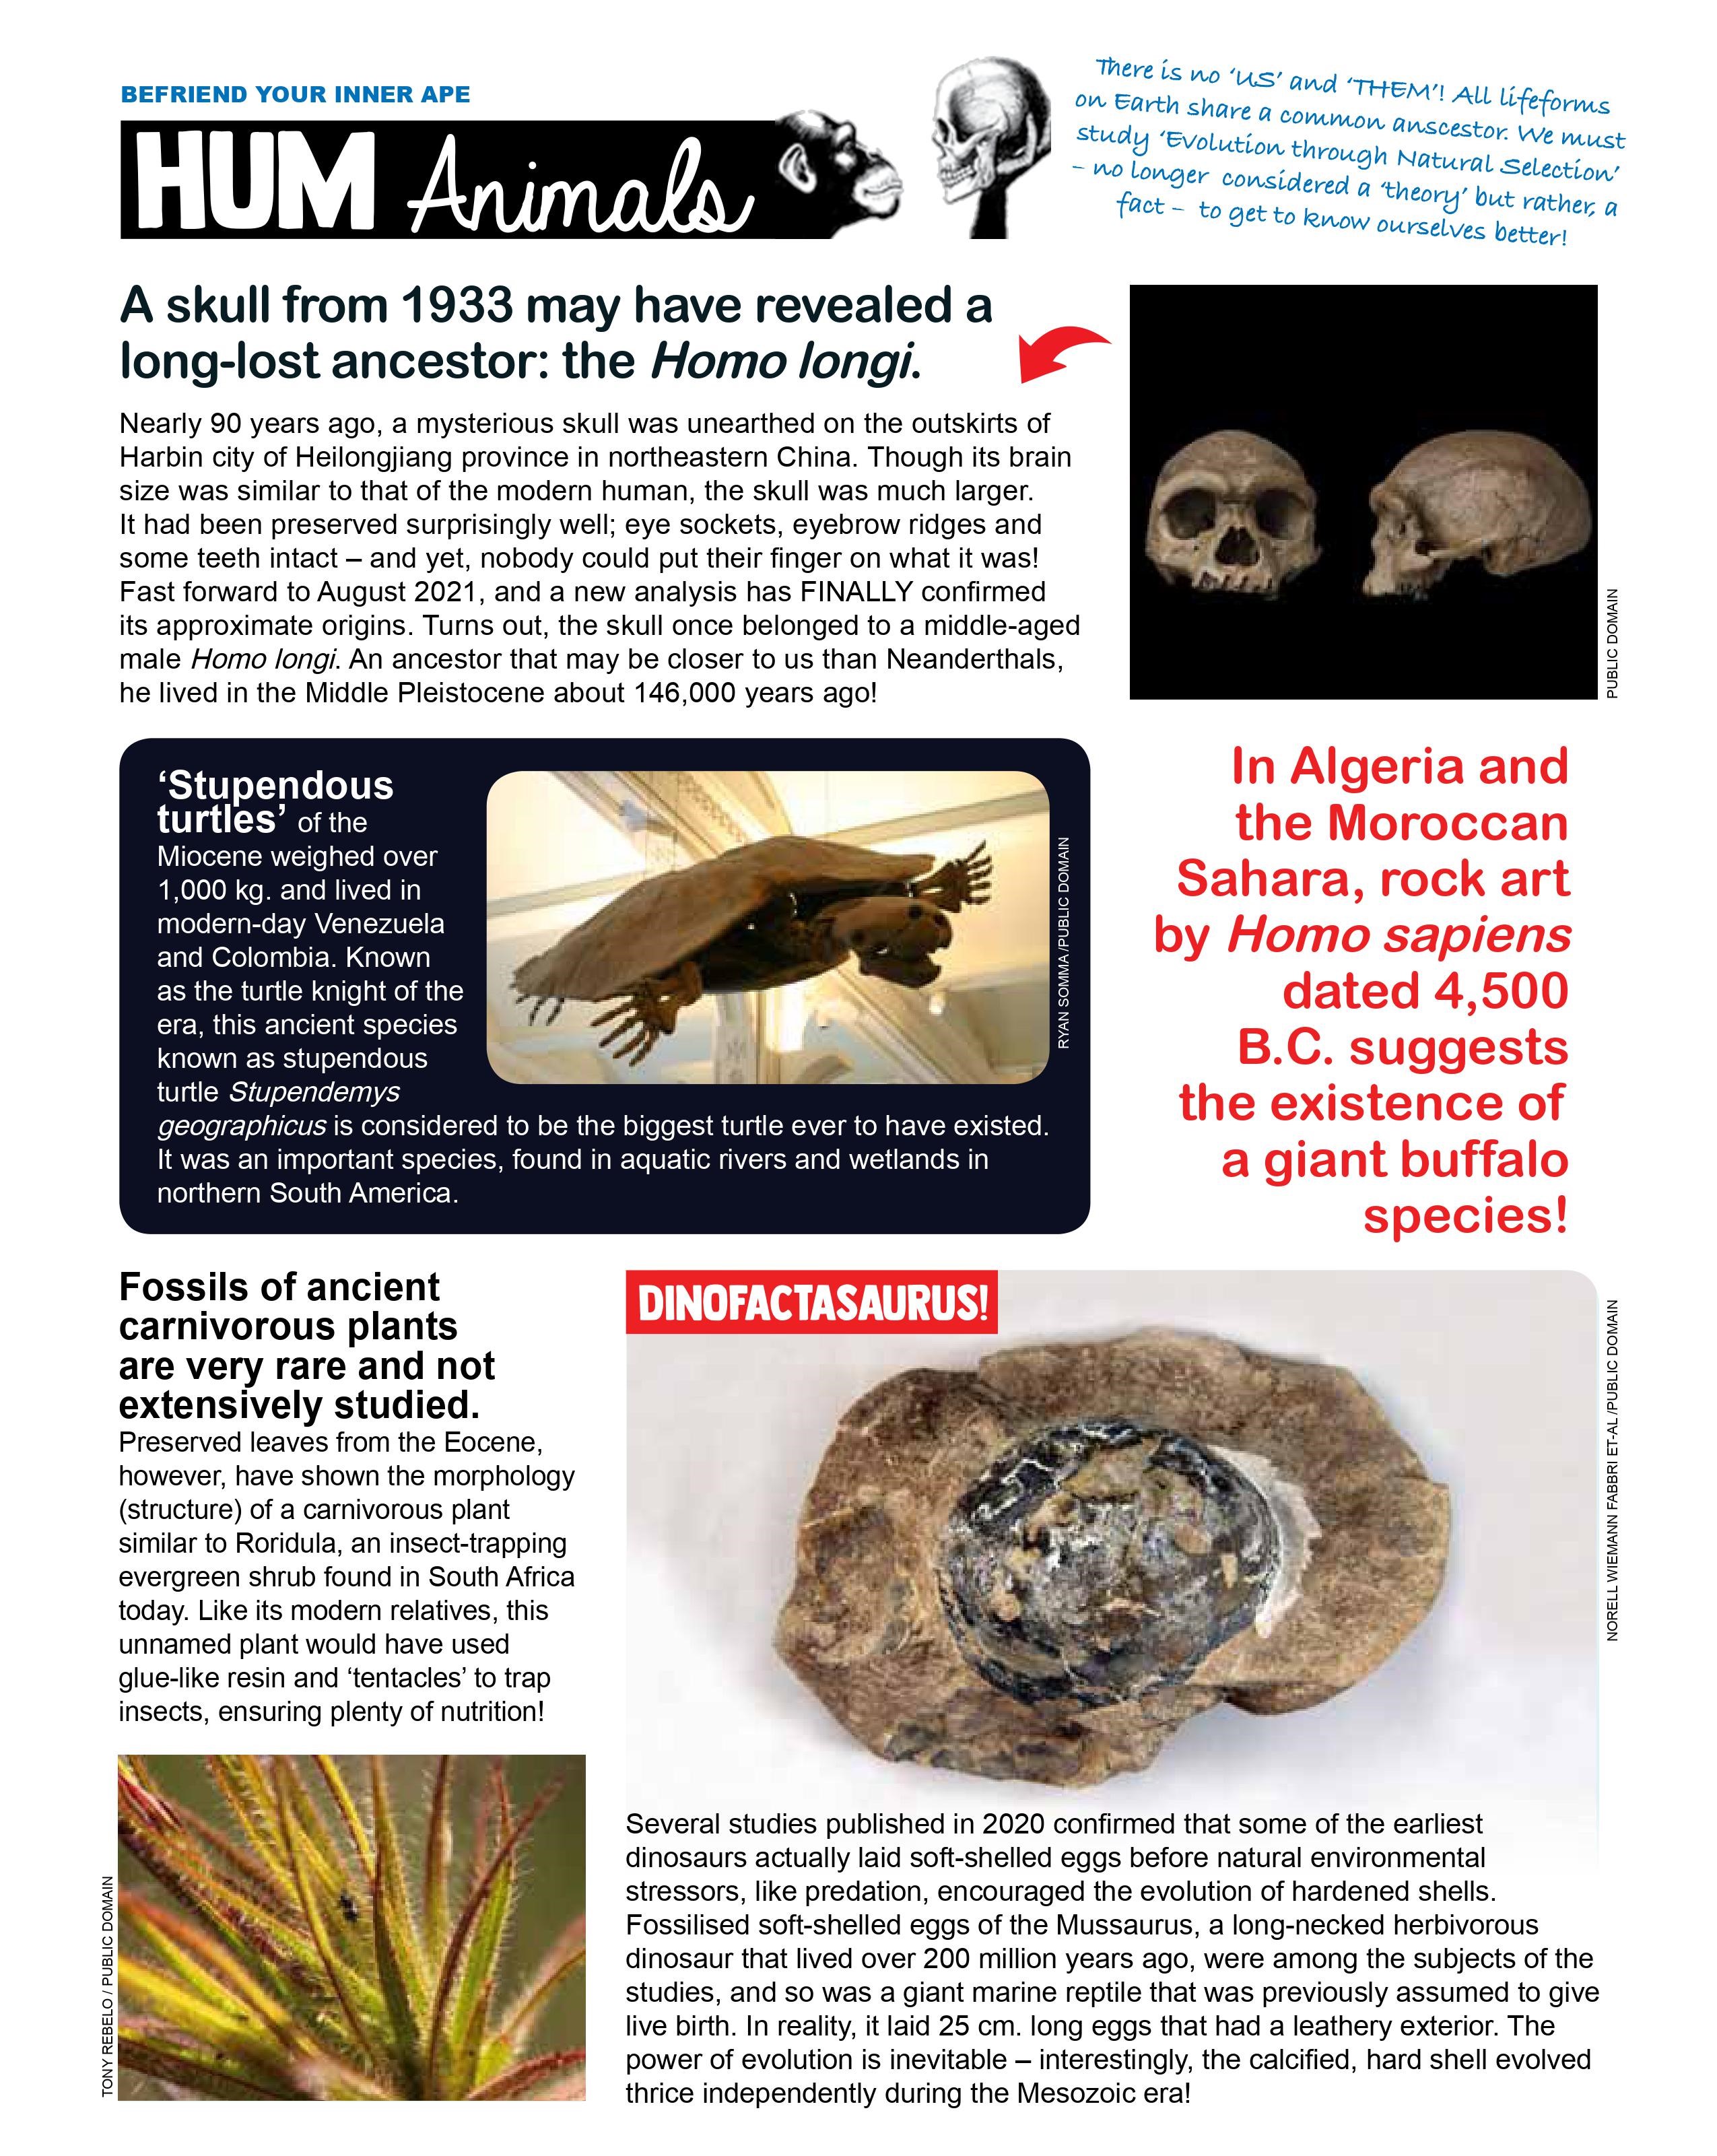 BEFRIEND YOUR INNER APE
HUM Animals
There is no ‘US’ and ‘THEM’! All lifeforms
on Earth share a common anscestor. We must
study ‘Evolution through Natural Selection’
– no longer considered a ‘theory’ but rather, a
fact – to get to know ourselves better!
A skull from 1933 may have revealed a
long-lost ancestor: the Homo longi.
Nearly 90 years ago, a mysterious skull was unearthed on the outskirts of
Harbin city of Heilongjiang province in northeastern China. Though its brain
size was similar to that of the modern human, the skull was much larger.
It had been preserved surprisingly well; eye sockets, eyebrow ridges and
some teeth intact – and yet, nobody could put their finger on what it was!
Fast forward to August 2021, and a new analysis has FINALLY confirmed
its approximate origins. Turns out, the skull once belonged to a middle-aged
male Homo longi. An ancestor that may be closer to us than Neanderthals,
he lived in the Middle Pleistocene about 146,000 years ago!
PUBLIC DOMAIN
‘Stupendous
turtles’ of the
Miocene weighed over
1,000 kg. and lived in
modern-day Venezuela
and Colombia. Known
as the turtle knight of the
era, this ancient species
known as stupendous
turtle Stupendemys
geographicus is considered to be the biggest turtle ever to have existed.
It was an important species, found in aquatic rivers and wetlands in
northern South America.
RYAN SOMMA /PUBLIC DOMAIN
In Algeria and
the Moroccan
Sahara, rock art
by Homo sapiens
dated 4,500
B.C. suggests
the existence of
a giant buffalo
species!
Fossils of ancient
carnivorous plants
are very rare and not
extensively studied.
Preserved leaves from the Eocene,
however, have shown the morphology
(structure) of a carnivorous plant
similar to Roridula, an insect-trapping
evergreen shrub found in South Africa
today. Like its modern relatives, this
unnamed plant would have used
glue-like resin and ‘tentacles’ to trap
insects, ensuring plenty of nutrition!
TONY REBELO / PUBLIC DOMAIN
DINOFACTASAURUS!
NORELL WIEMANN FABBRI ET-AL /PUBLIC DOMAIN
Several studies published in 2020 confirmed that some of the earliest
dinosaurs actually laid soft-shelled eggs before natural environmental
stressors, like predation, encouraged the evolution of hardened shells.
Fossilised soft-shelled eggs of the Mussaurus, a long-necked herbivorous
dinosaur that lived over 200 million years ago, were among the subjects of the
studies, and so was a giant marine reptile that was previously assumed to give
live birth. In reality, it laid 25 cm. long eggs that had a leathery exterior. The
power of evolution is inevitable – interestingly, the calcified, hard shell evolved
thrice independently during the Mesozoic era!